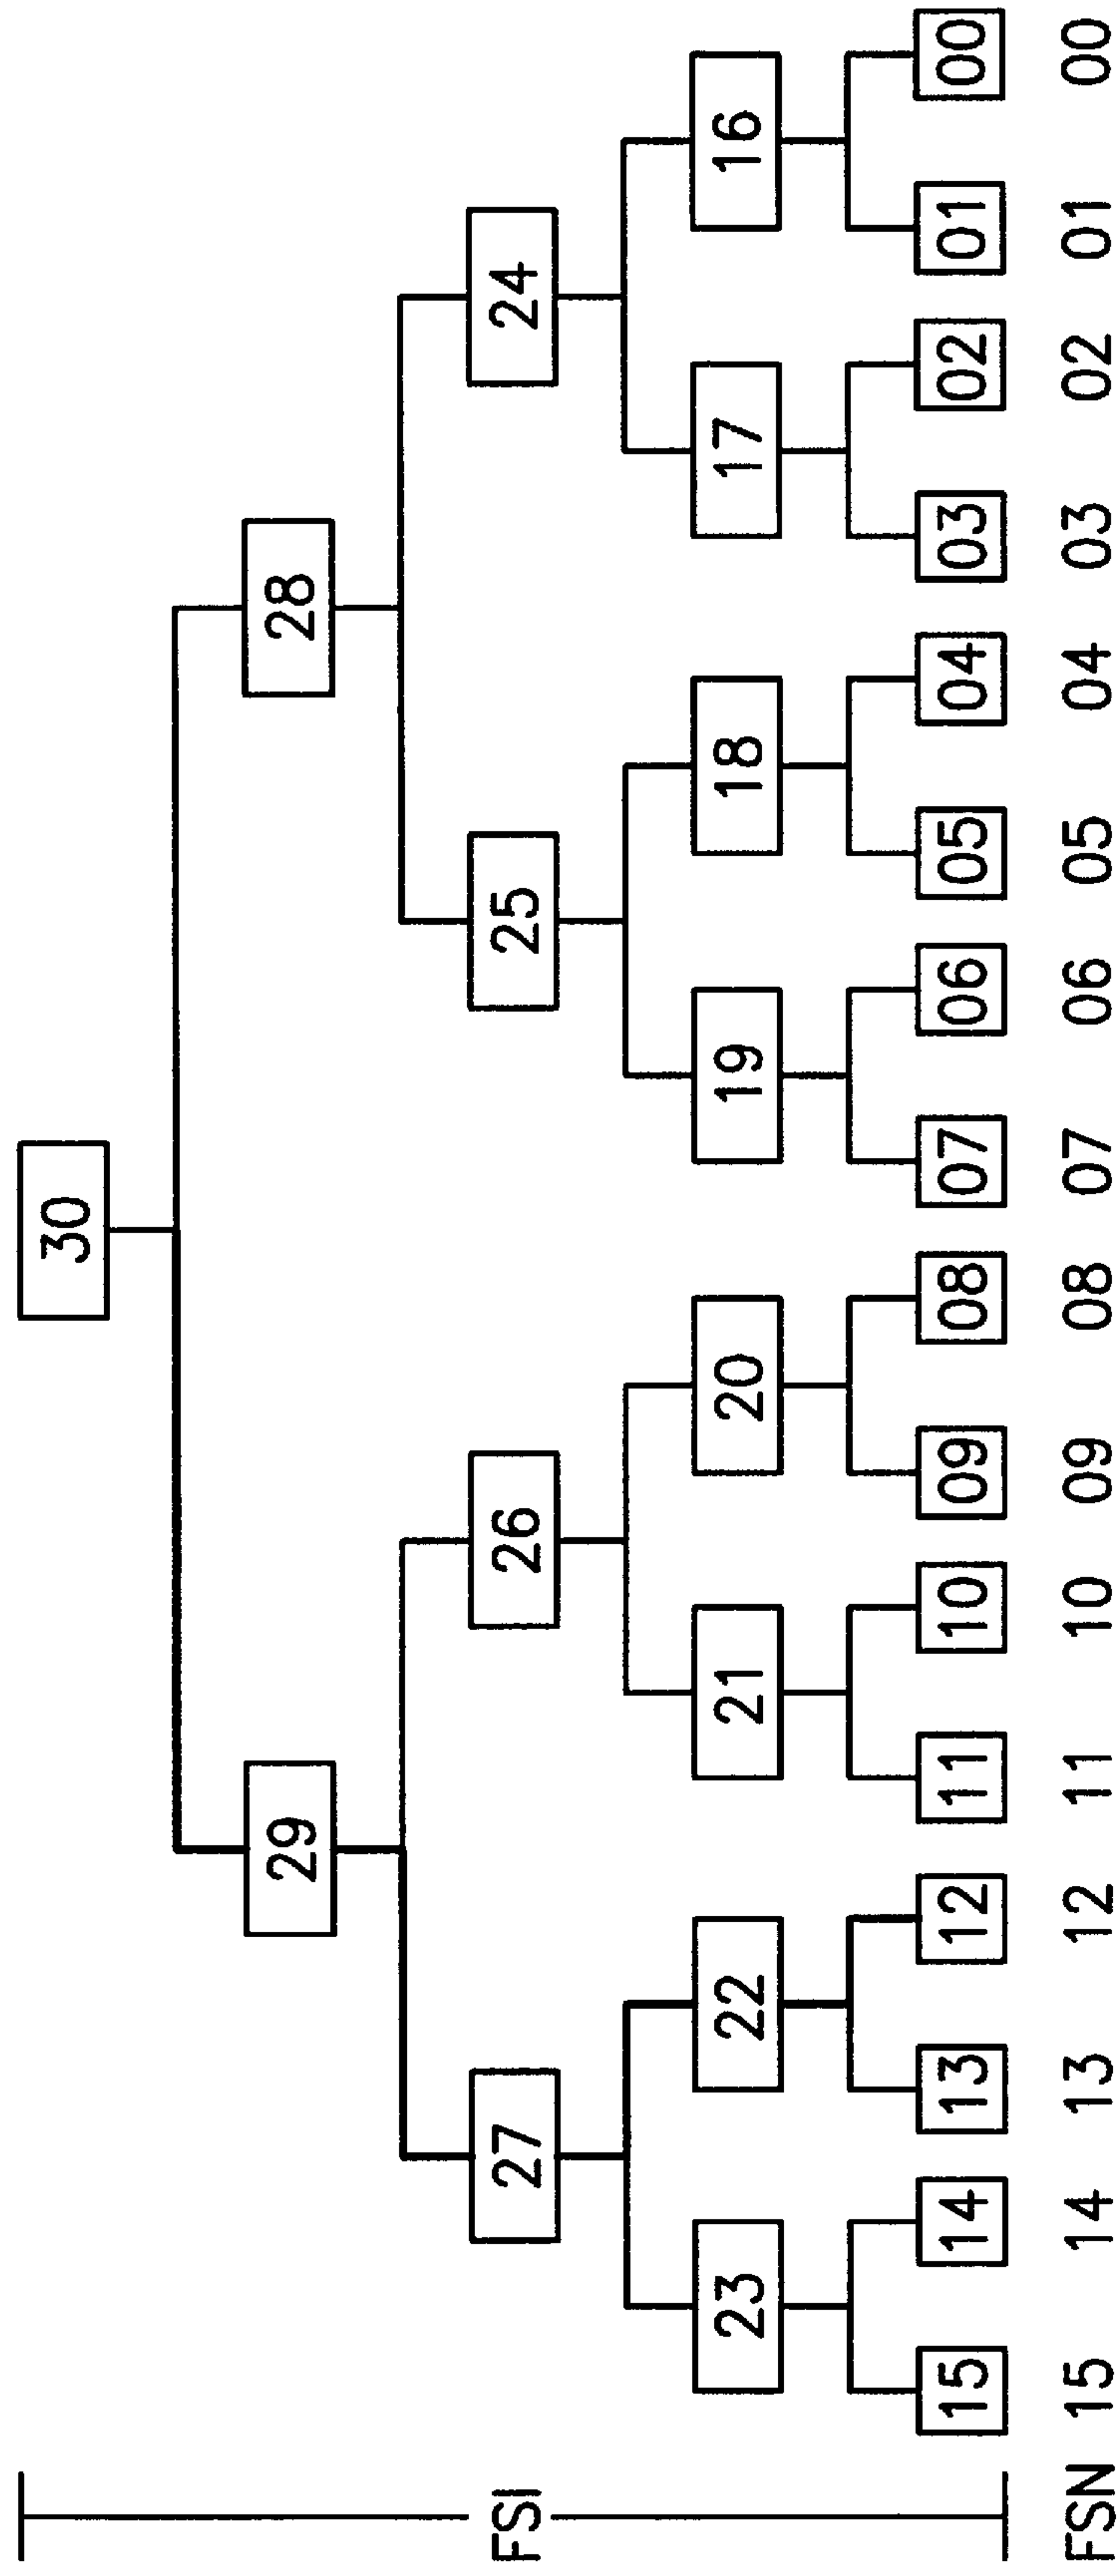 30
29 28
FSI 27 26 25 24
23 22 21 20 19 18 17 16
15 14 13 12 11 10 09 08 07 06 05 04 03 02 01 00
FSN 15 14 13 12 11 10 09 08 07 06 05 04 03 02 01 00